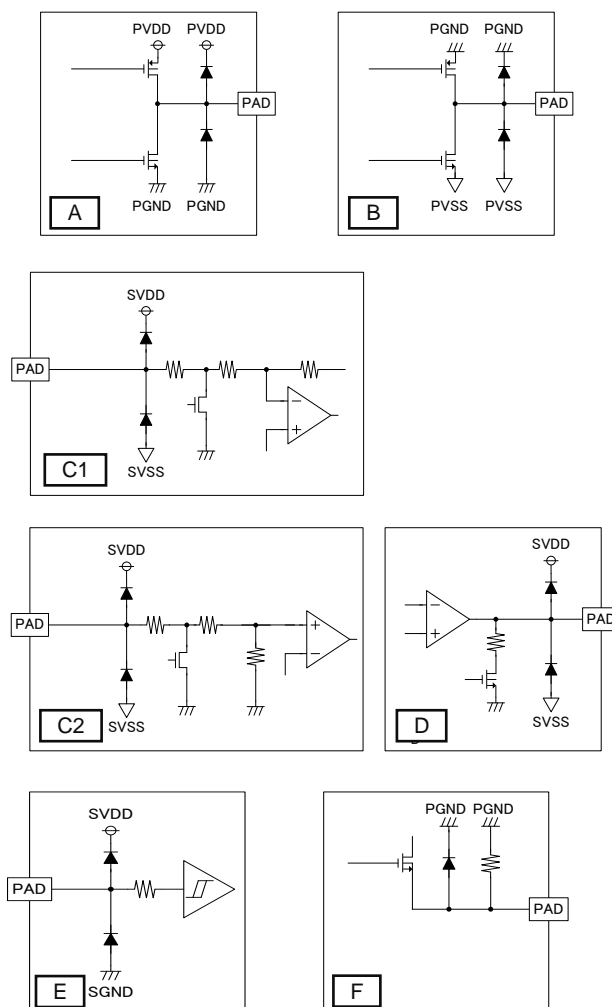 PVDD PVDD
PAD
PGND PGND
A
PGND PGND
PAD
PVSS PVSS
B
SVDD
PAD
−
+
SVSS
C1
SVDD
PAD
+
−
SVSS
C2
SVDD
−
+
PAD
SVSS
D
SVDD
PAD
SGND
E
PGND PGND
PAD
F